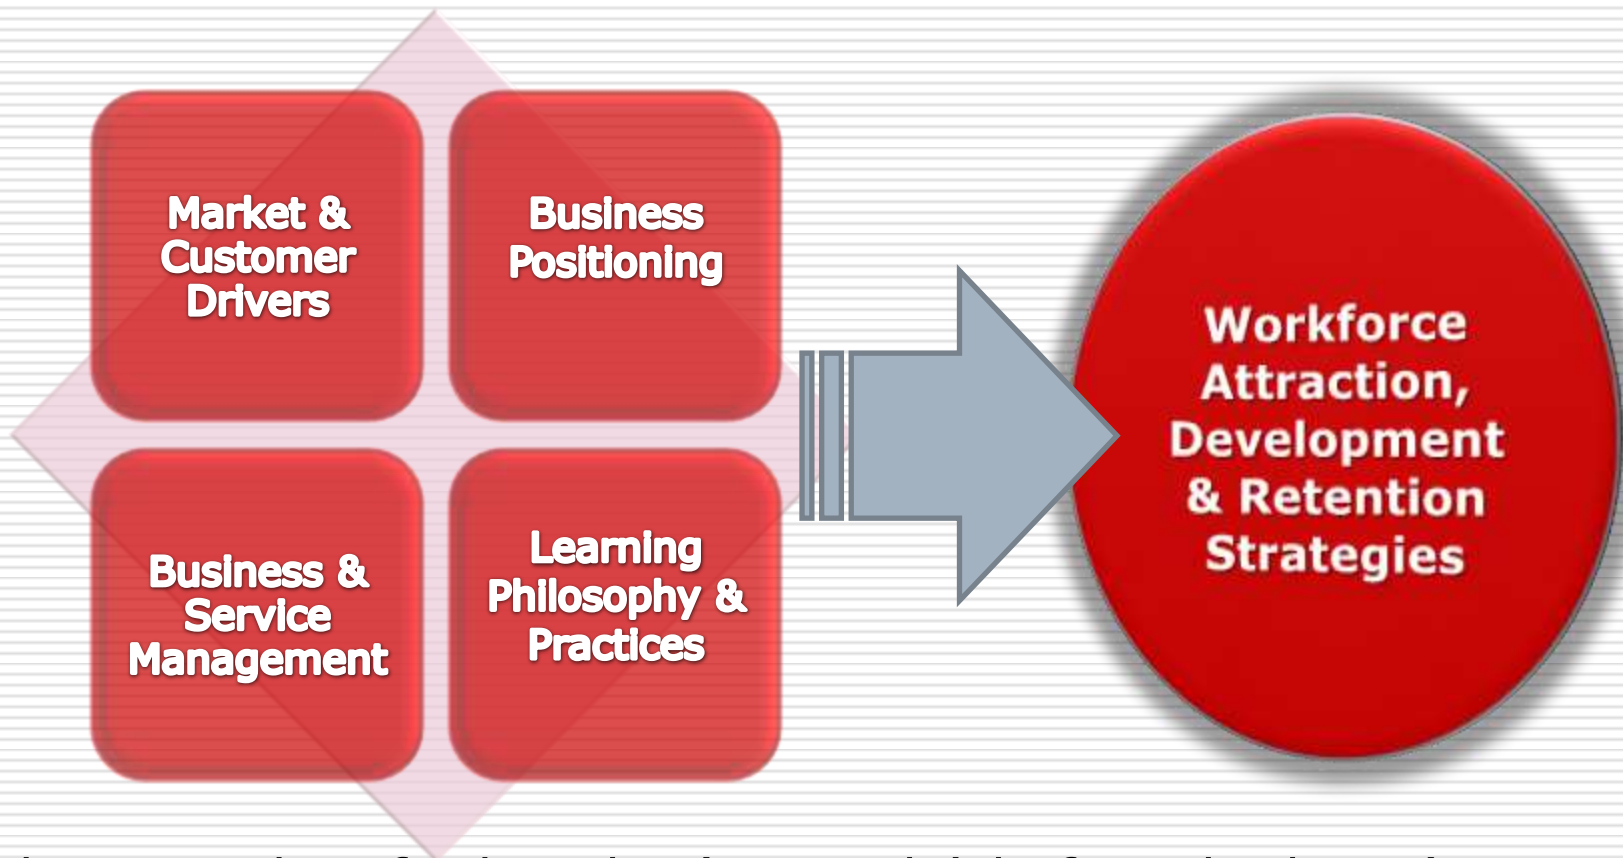 Market &
Customer
Drivers
Business
Positioning
Business &
Service
Management
Learning
Philosophy &
Practices
Workforce
Attraction,
Development
& Retention
Strategies